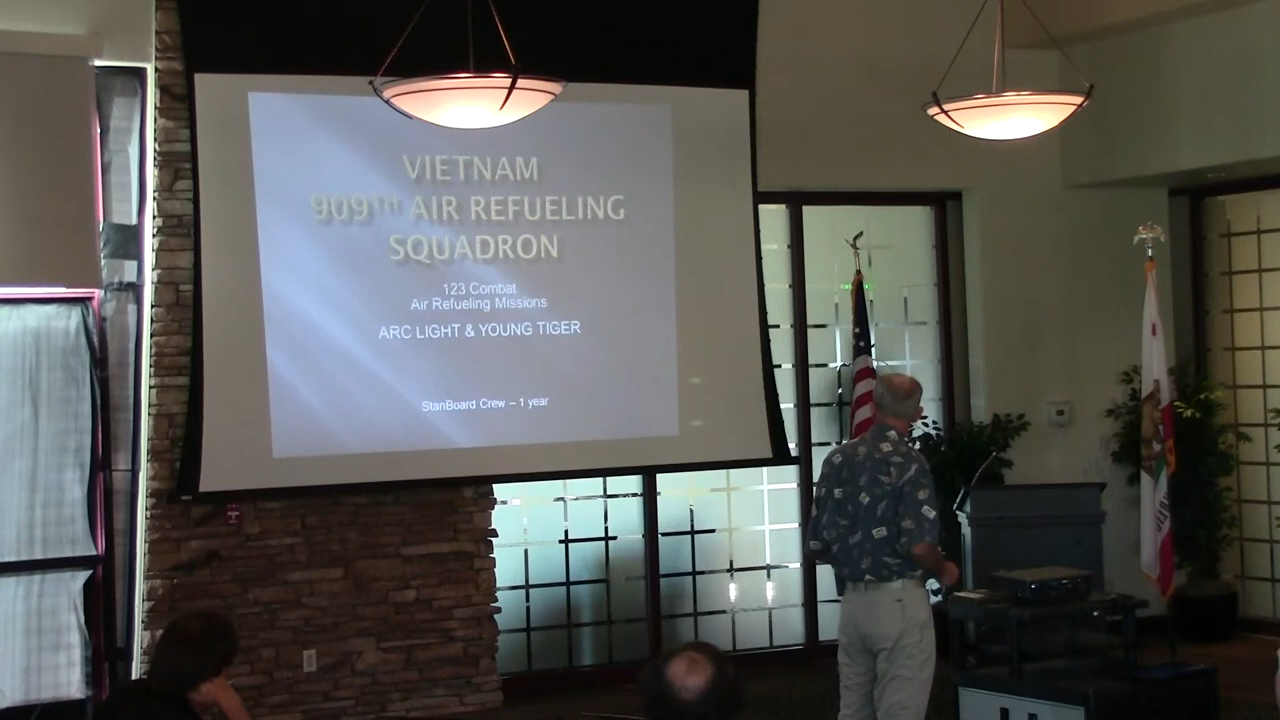 VIETNAM
909TH AIR REFUELING
SQUADRON
123 Combat
Air Refueling Missions
ARC LIGHT & YOUNG TIGER
StanBoard Crew – 1 year